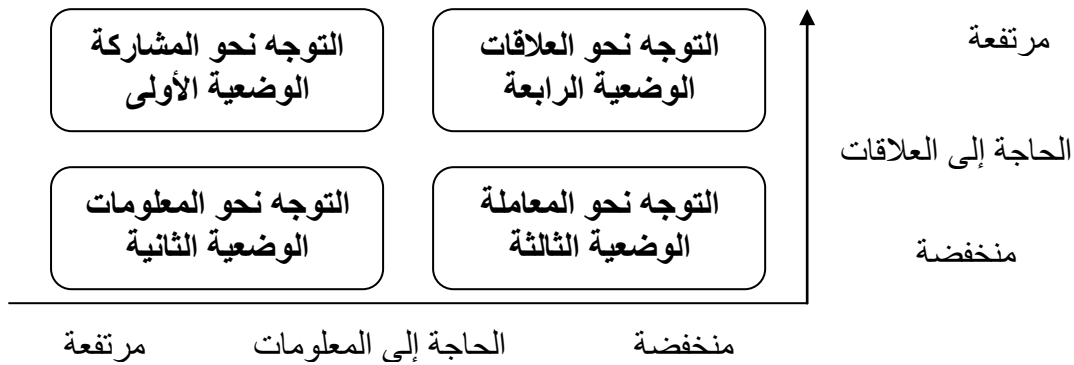 مرتفعة
التوجه نحو العلاقات
الوضعية الرابعة
التوجه نحو المشاركة
الوضعية الأولى
الحاجة إلى العلاقات
التوجه نحو المعاملة
الوضعية الثالثة
التوجه نحو المعلومات
الوضعية الثانية
منخفضة
منخفضة
الحاجة إلى المعلومات
مرتفعة